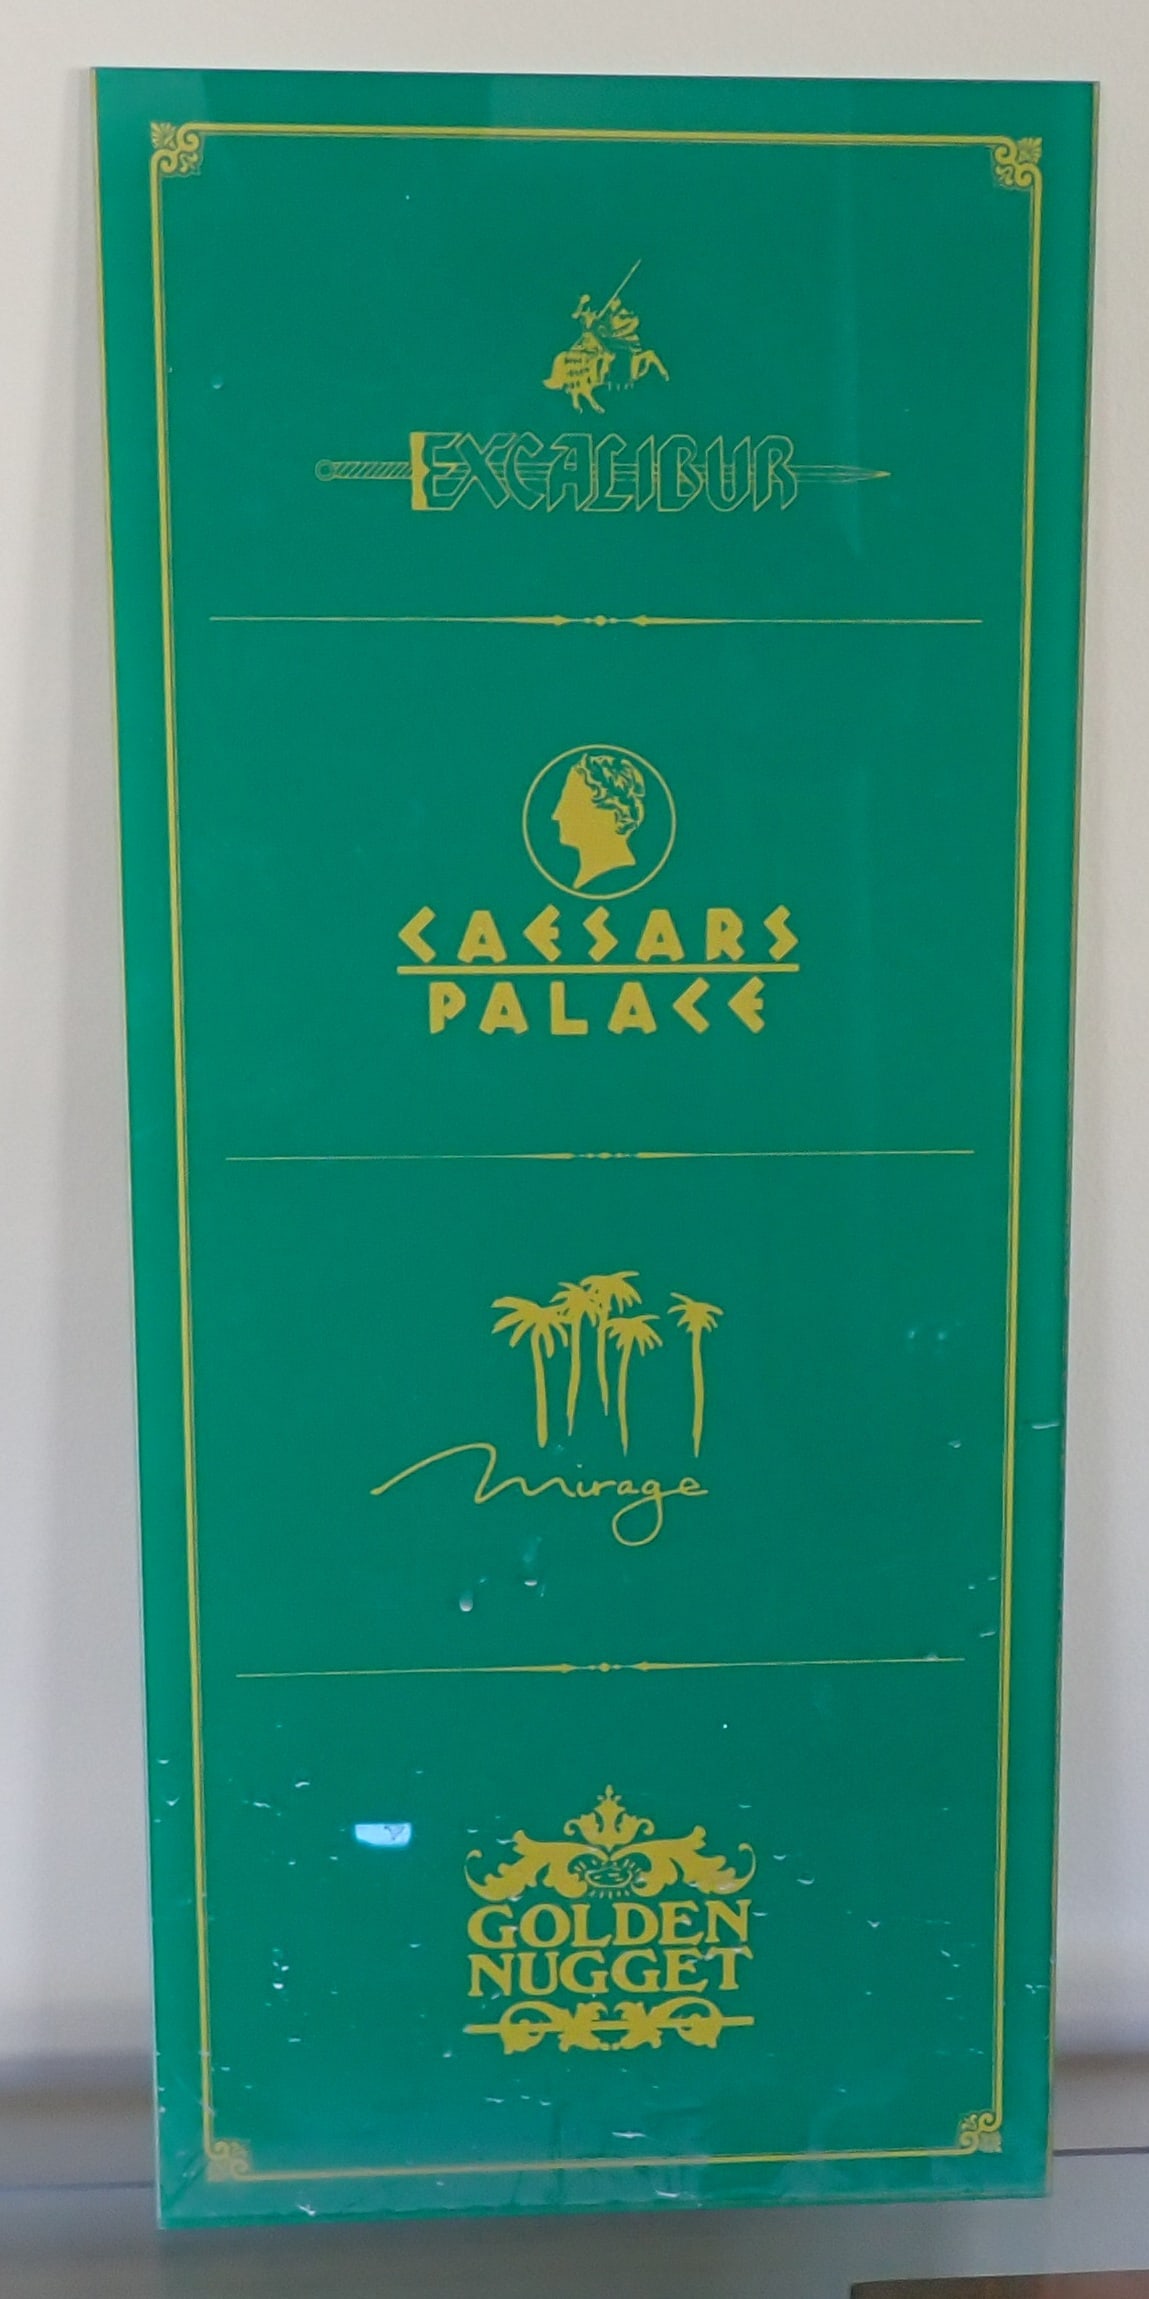 EXCALIBUR
CAESARS
PALACE
Mirage
GOLDEN
NUGGET